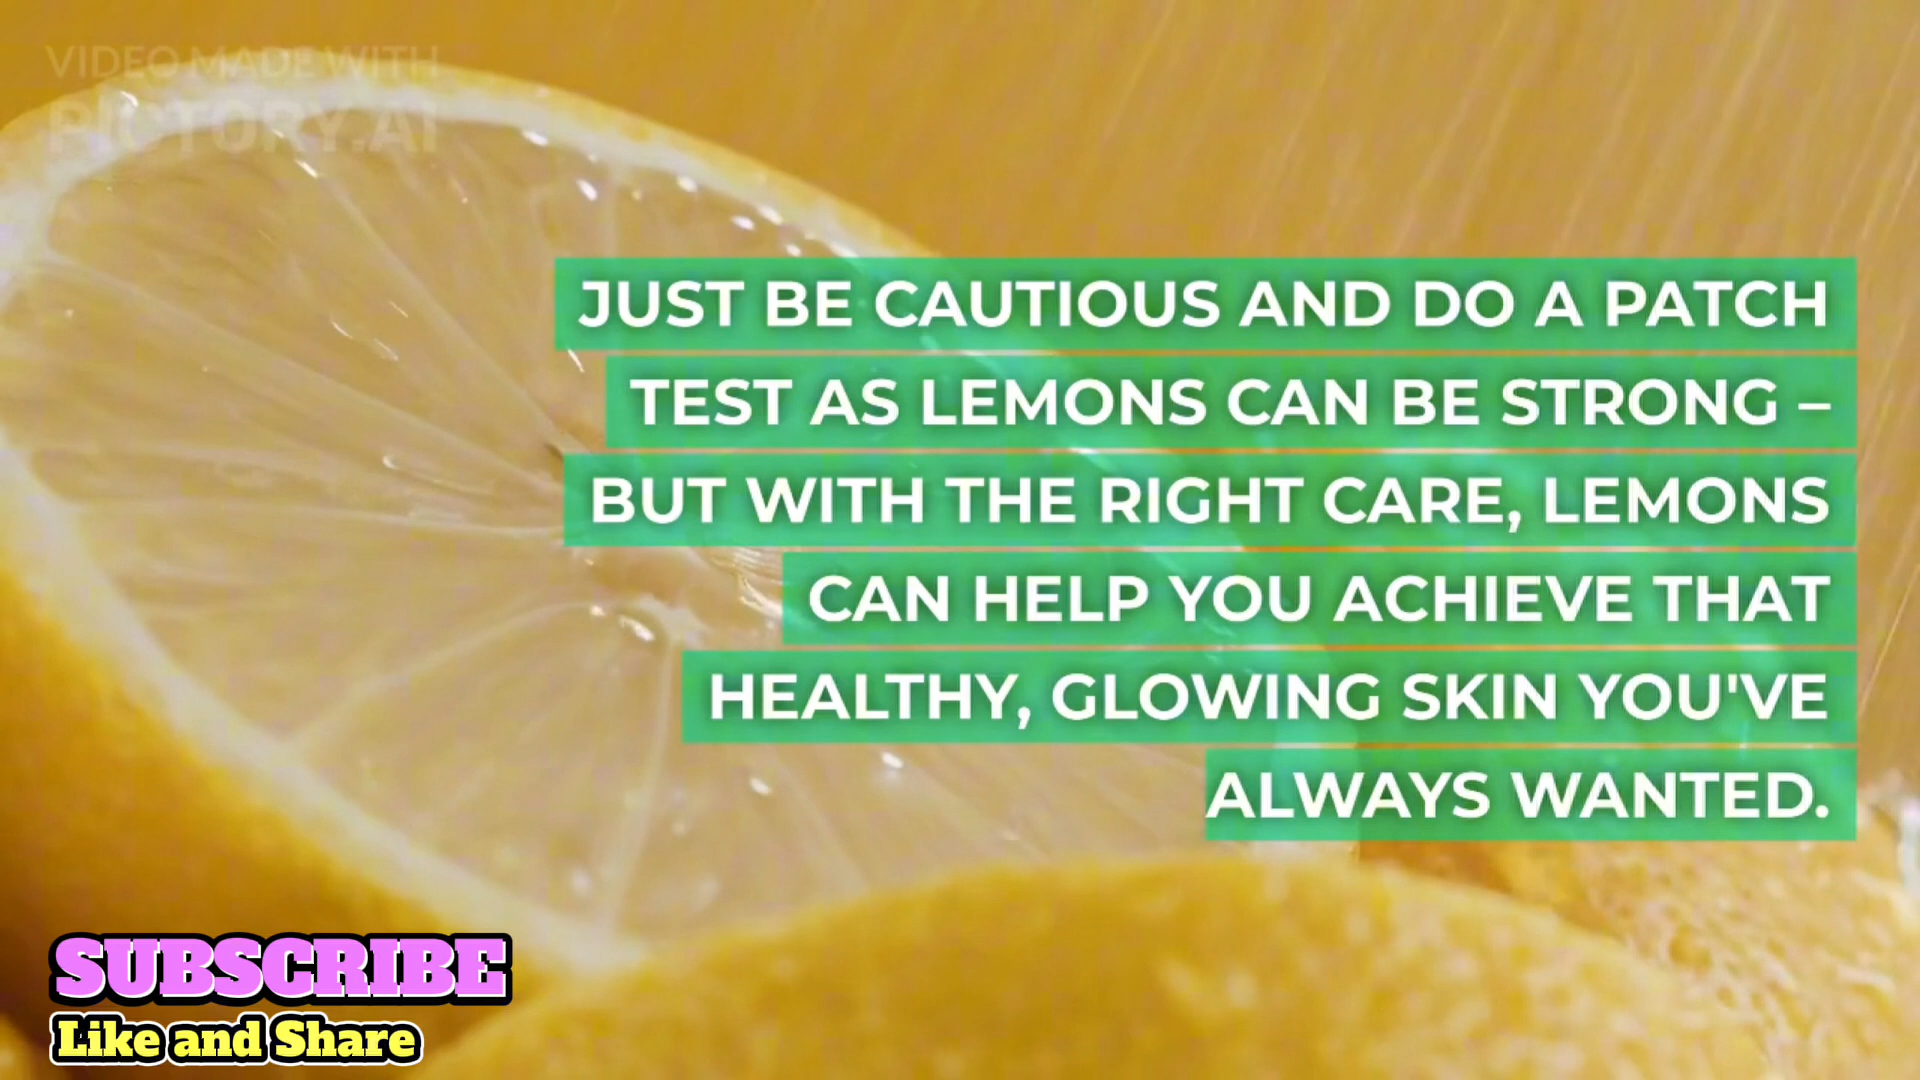 VIDEO MADE WITH
PICTORY.AI
JUST BE CAUTIOUS AND DO A PATCH
TEST AS LEMONS CAN BE STRONG –
BUT WITH THE RIGHT CARE, LEMONS
CAN HELP YOU ACHIEVE THAT
HEALTHY, GLOWING SKIN YOU'VE
ALWAYS WANTED.
SUBSCRIBE
Like and Share